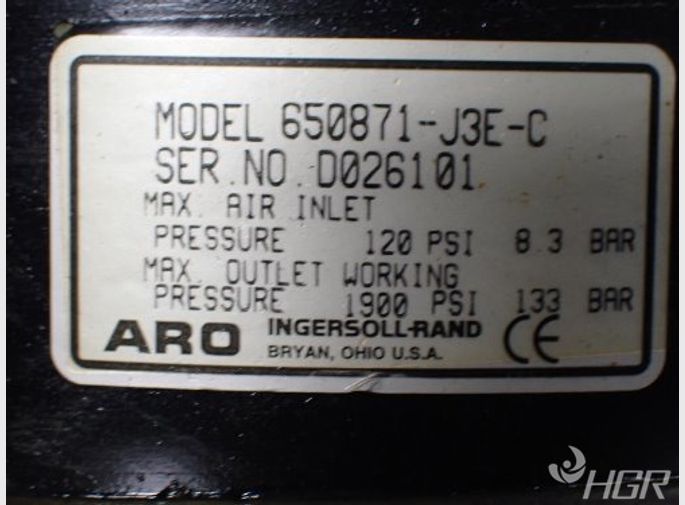 MODEL 650871-J3E-C
SER.NO. D026101
MAX. AIR INLET
PRESSURE 120 PSI 8.3 BAR
MAX. OUTLET WORKING
PRESSURE 1900 PSI 133 BAR
ARO INGERSOLL-RAND CE
BRYAN, OHIO U.S.A.
HGR